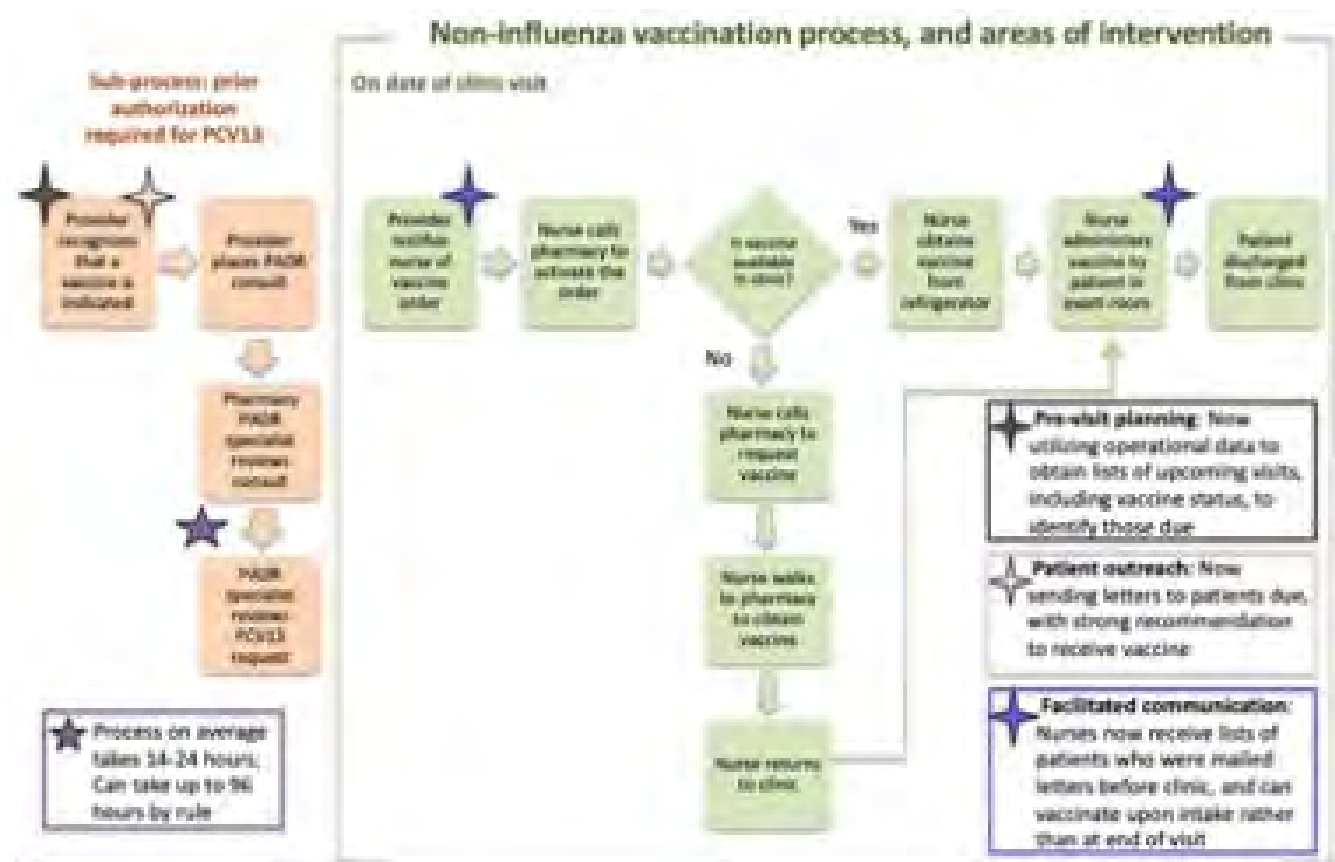 Non-influenza vaccination process, and areas of intervention
Sub-process: prior
authorization
required for PCV13
On date of clinic visit
Provider
recognizes
that a
vaccine is
indicated
Provider
places PADR
consult
Pharmacy
PADR
specialist
reviews
consult
PADR
specialist
reviews
PCV13
request
Process on average
takes 14-24 hours.
Can take up to 96
hours by rule
Provider
notifies
nurse of
vaccine
order
Nurse calls
pharmacy to
activate the
order
Is vaccine
available
in clinic?
Yes
Nurse
obtains
vaccine
from
refrigerator
Nurse
administers
vaccine to
patient in
exam room
Patient
discharged
from clinic
No
Nurse calls
pharmacy to
request
vaccine
Nurse walks
to pharmacy
to obtain
vaccine
Nurse returns
to clinic
Pre-visit planning: Now
utilizing operational data to
obtain lists of upcoming visits,
including vaccine status, to
identify those due
Patient outreach: Now
sending letters to patients due,
with strong recommendation
to receive vaccine
Facilitated communication:
Nurses now receive lists of
patients who were mailed
letters before clinic, and can
vaccinate upon intake rather
than at end of visit